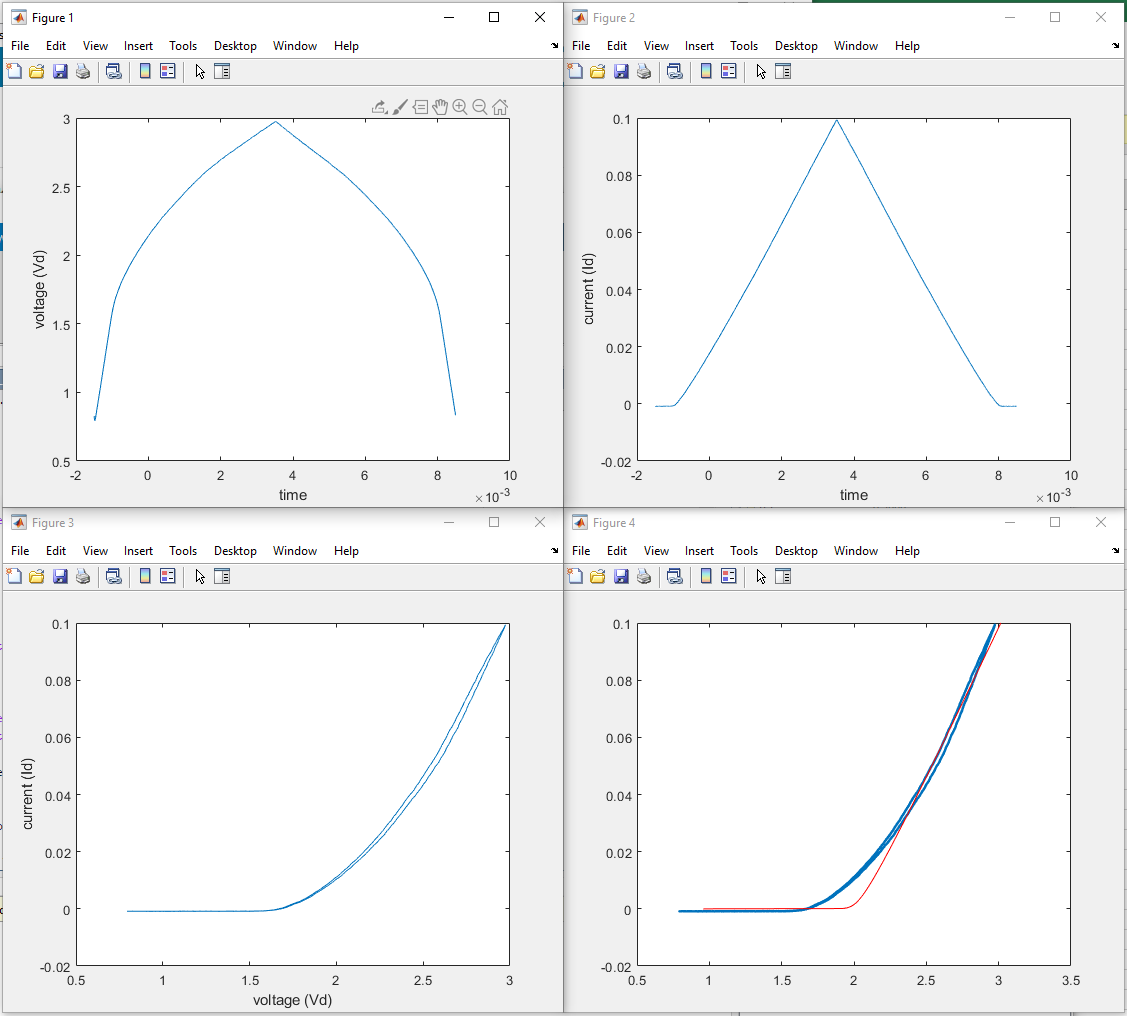 Figure 1
File Edit View Insert Tools Desktop Window Help
3
2.5
2
1.5
1
0.5
voltage (Vd)
-2 0 2 4 6 8 10
time
×10-3
Figure 2
File Edit View Insert Tools Desktop Window Help
0.1
0.08
0.06
0.04
0.02
0
-0.02
current (Id)
-2 0 2 4 6 8 10
time
×10-3
Figure 3
File Edit View Insert Tools Desktop Window Help
0.1
0.08
0.06
0.04
0.02
0
-0.02
current (Id)
0.5 1 1.5 2 2.5 3
voltage (Vd)
Figure 4
File Edit View Insert Tools Desktop Window Help
0.1
0.08
0.06
0.04
0.02
0
-0.02
0.5 1 1.5 2 2.5 3 3.5